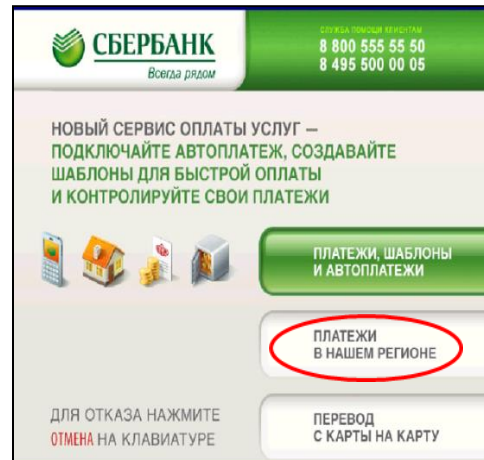 СБЕРБАНК
Всегда рядом
СЛУЖБА ПОМОЩИ КЛИЕНТАМ
8 800 555 55 50
8 495 500 00 05
НОВЫЙ СЕРВИС ОПЛАТЫ УСЛУГ —
ПОДКЛЮЧАЙТЕ АВТОПЛАТЕЖ, СОЗДАВАЙТЕ
ШАБЛОНЫ ДЛЯ БЫСТРОЙ ОПЛАТЫ
И КОНТРОЛИРУЙТЕ СВОИ ПЛАТЕЖИ
ПЛАТЕЖИ, ШАБЛОНЫ
И АВТОПЛАТЕЖИ
ПЛАТЕЖИ
В НАШЕМ РЕГИОНЕ
ДЛЯ ОТКАЗА НАЖМИТЕ
ОТМЕНА НА КЛАВИАТУРЕ
ПЕРЕВОД
С КАРТЫ НА КАРТУ